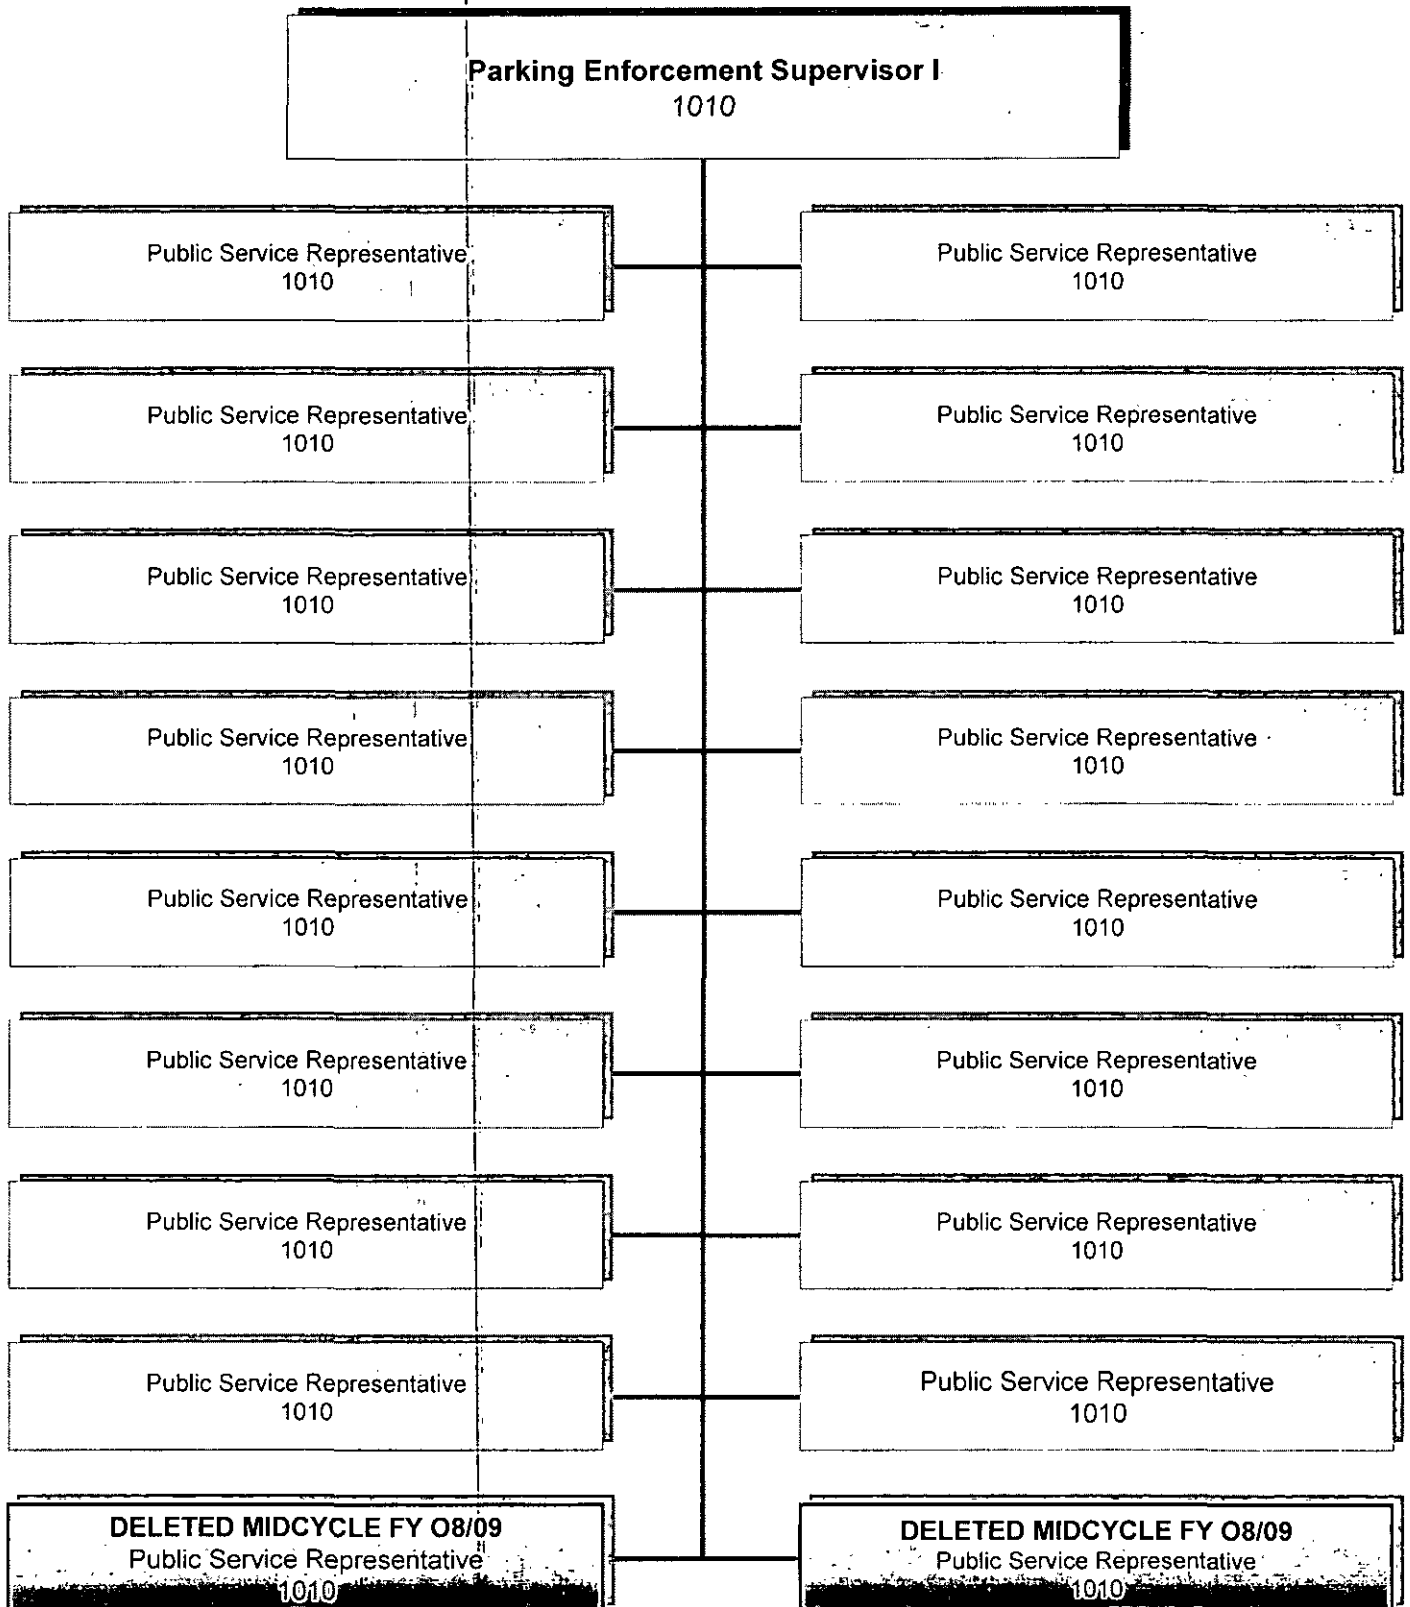 Parking Enforcement Supervisor I
1010
Public Service Representative
1010
Public Service Representative
1010
Public Service Representative
1010
Public Service Representative
1010
Public Service Representative
1010
Public Service Representative
1010
Public Service Representative
1010
Public Service Representative
1010
Public Service Representative
1010
Public Service Representative
1010
Public Service Representative
1010
Public Service Representative
1010
Public Service Representative
1010
Public Service Representative
1010
Public Service Representative
1010
Public Service Representative
1010
DELETED MIDCYCLE FY O8/09
Public Service Representative
1010
DELETED MIDCYCLE FY O8/09
Public Service Representative
1010